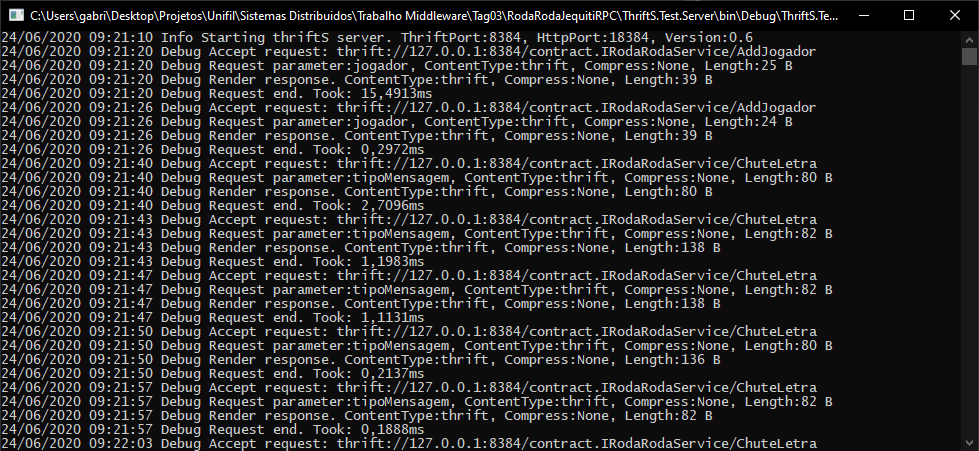 C:\Users\gabri\Desktop\Projetos\Unifil\Sistemas Distribuidos\Trabalho Middleware\Tag03\RodaRodaJequitiRPC\ThriftS.Test.Server\bin\Debug\ThriftS.Te...
24/06/2020 09:21:10 Info Starting thriftS server. ThriftPort:8384, HttpPort:18384, Version:0.6
24/06/2020 09:21:20 Debug Accept request: thrift://127.0.0.1:8384/contract.IRodaRodaService/AddJogador
24/06/2020 09:21:20 Debug Request parameter:jogador, ContentType:thrift, Compress:None, Length:25 B
24/06/2020 09:21:20 Debug Render response. ContentType:thrift, Compress:None, Length:39 B
24/06/2020 09:21:20 Debug Request end. Took: 15,4913ms
24/06/2020 09:21:26 Debug Accept request: thrift://127.0.0.1:8384/contract.IRodaRodaService/AddJogador
24/06/2020 09:21:26 Debug Request parameter:jogador, ContentType:thrift, Compress:None, Length:24 B
24/06/2020 09:21:26 Debug Render response. ContentType:thrift, Compress:None, Length:39 B
24/06/2020 09:21:26 Debug Request end. Took: 0,2972ms
24/06/2020 09:21:40 Debug Accept request: thrift://127.0.0.1:8384/contract.IRodaRodaService/ChuteLetra
24/06/2020 09:21:40 Debug Request parameter:tipoMensagem, ContentType:thrift, Compress:None, Length:80 B
24/06/2020 09:21:40 Debug Render response. ContentType:thrift, Compress:None, Length:80 B
24/06/2020 09:21:40 Debug Request end. Took: 2,7096ms
24/06/2020 09:21:43 Debug Accept request: thrift://127.0.0.1:8384/contract.IRodaRodaService/ChuteLetra
24/06/2020 09:21:43 Debug Request parameter:tipoMensagem, ContentType:thrift, Compress:None, Length:82 B
24/06/2020 09:21:43 Debug Render response. ContentType:thrift, Compress:None, Length:138 B
24/06/2020 09:21:43 Debug Request end. Took: 1,1983ms
24/06/2020 09:21:47 Debug Accept request: thrift://127.0.0.1:8384/contract.IRodaRodaService/ChuteLetra
24/06/2020 09:21:47 Debug Request parameter:tipoMensagem, ContentType:thrift, Compress:None, Length:82 B
24/06/2020 09:21:47 Debug Render response. ContentType:thrift, Compress:None, Length:138 B
24/06/2020 09:21:47 Debug Request end. Took: 1,1131ms
24/06/2020 09:21:50 Debug Accept request: thrift://127.0.0.1:8384/contract.IRodaRodaService/ChuteLetra
24/06/2020 09:21:50 Debug Request parameter:tipoMensagem, ContentType:thrift, Compress:None, Length:80 B
24/06/2020 09:21:50 Debug Render response. ContentType:thrift, Compress:None, Length:136 B
24/06/2020 09:21:50 Debug Request end. Took: 0,2137ms
24/06/2020 09:21:57 Debug Accept request: thrift://127.0.0.1:8384/contract.IRodaRodaService/ChuteLetra
24/06/2020 09:21:57 Debug Request parameter:tipoMensagem, ContentType:thrift, Compress:None, Length:82 B
24/06/2020 09:21:57 Debug Render response. ContentType:thrift, Compress:None, Length:82 B
24/06/2020 09:21:57 Debug Request end. Took: 0,1888ms
24/06/2020 09:22:03 Debug Accept request: thrift://127.0.0.1:8384/contract.IRodaRodaService/ChuteLetra